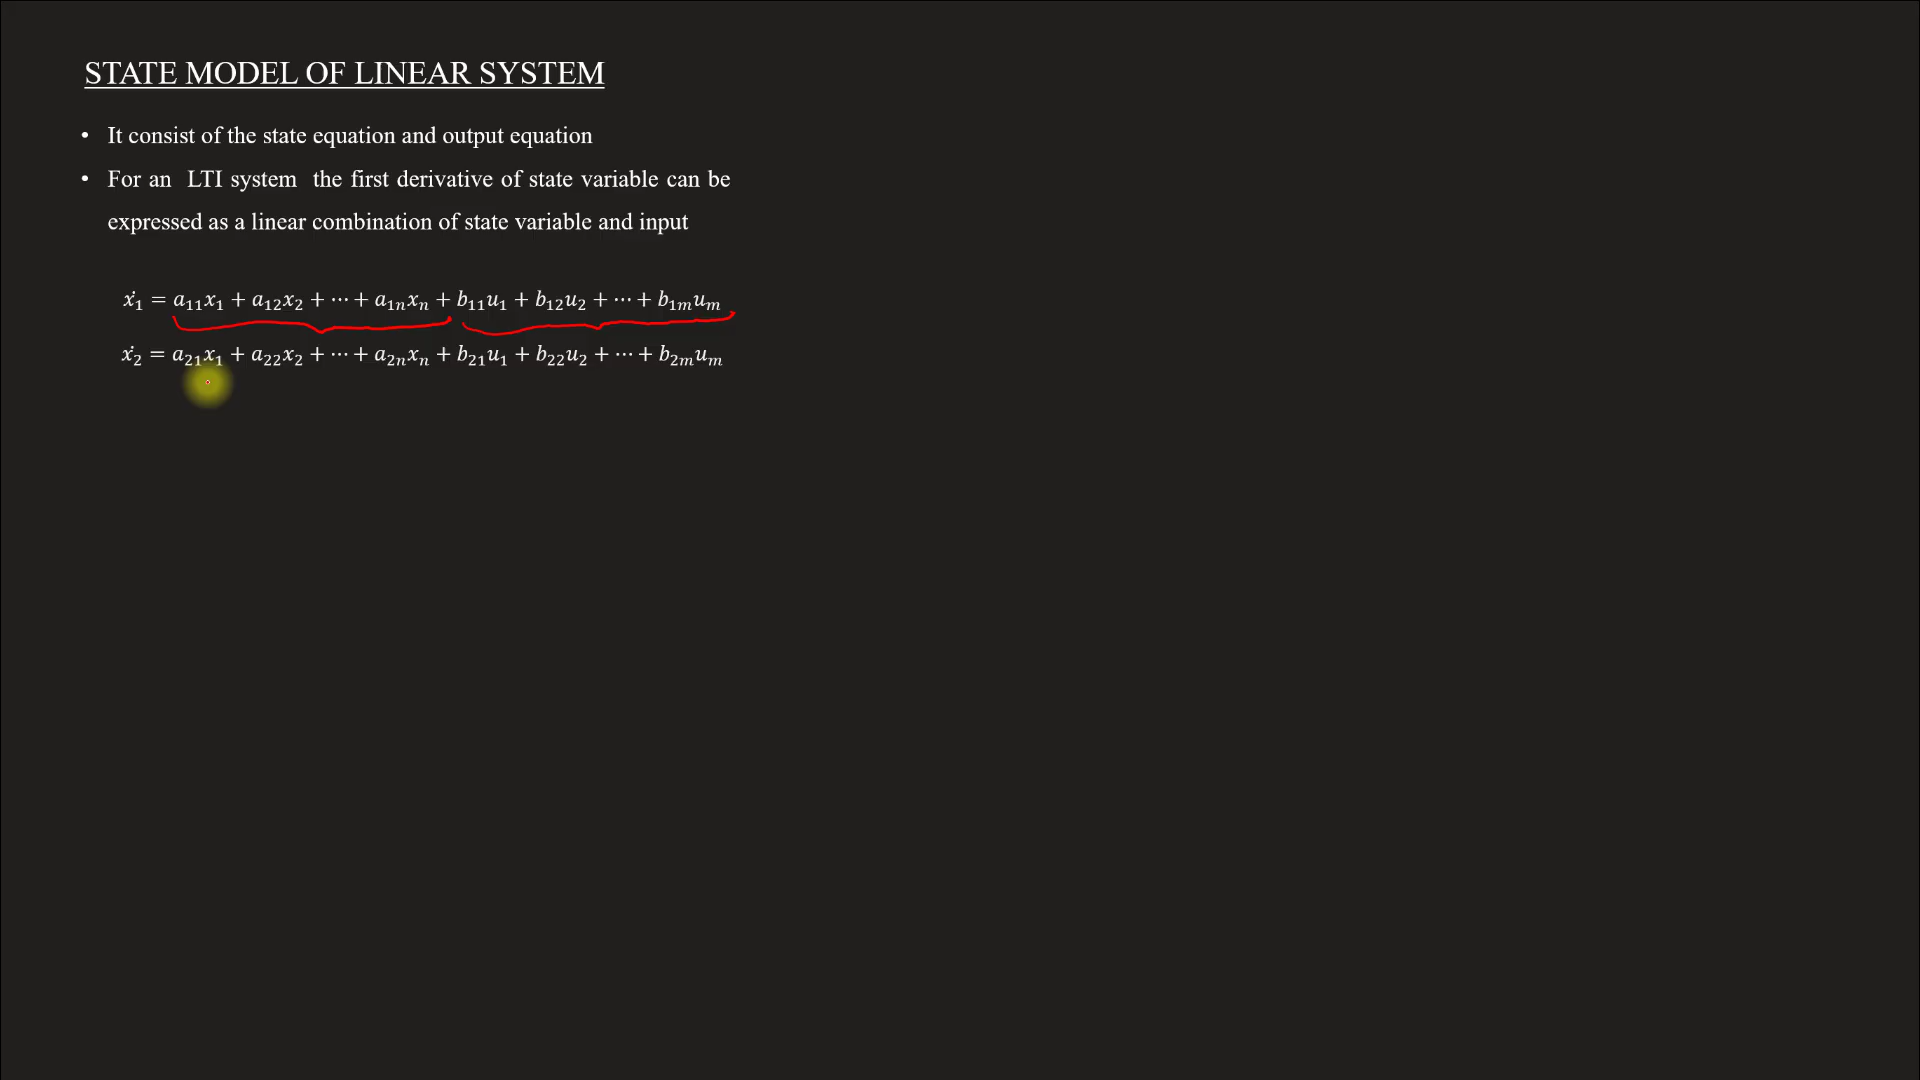 STATE MODEL OF LINEAR SYSTEM
• It consist of the state equation and output equation
• For an LTI system the first derivative of state variable can be
expressed as a linear combination of state variable and input
ẋ₁ = a₁₁x₁ + a₁₂x₂ + ⋯ + a₁ₙxₙ + b₁₁u₁ + b₁₂u₂ + ⋯ + b₁ₘuₘ
ẋ₂ = a₂₁x₁ + a₂₂x₂ + ⋯ + a₂ₙxₙ + b₂₁u₁ + b₂₂u₂ + ⋯ + b₂ₘuₘ